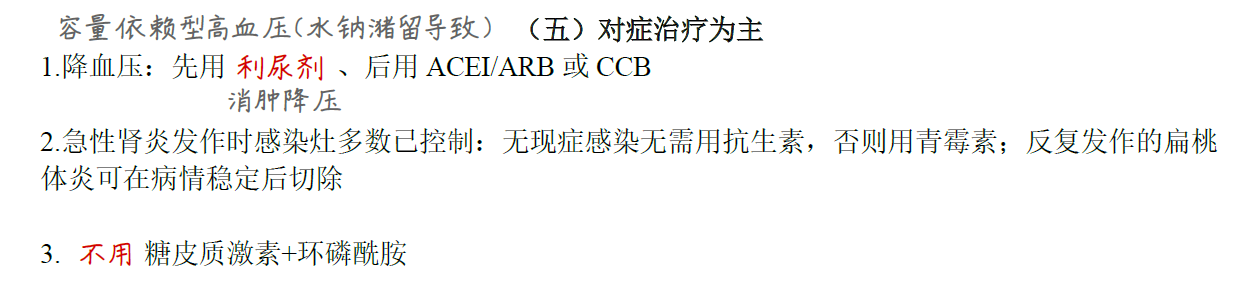 容量依赖型高血压(水钠潴留导致) （五）对症治疗为主
1.降血压：先用 利尿剂 、后用 ACEI/ARB 或 CCB
消肿降压
2.急性肾炎发作时感染灶多数已控制：无现症感染无需用抗生素，否则用青霉素；反复发作的扁桃
体炎可在病情稳定后切除
3. 不用 糖皮质激素+环磷酰胺